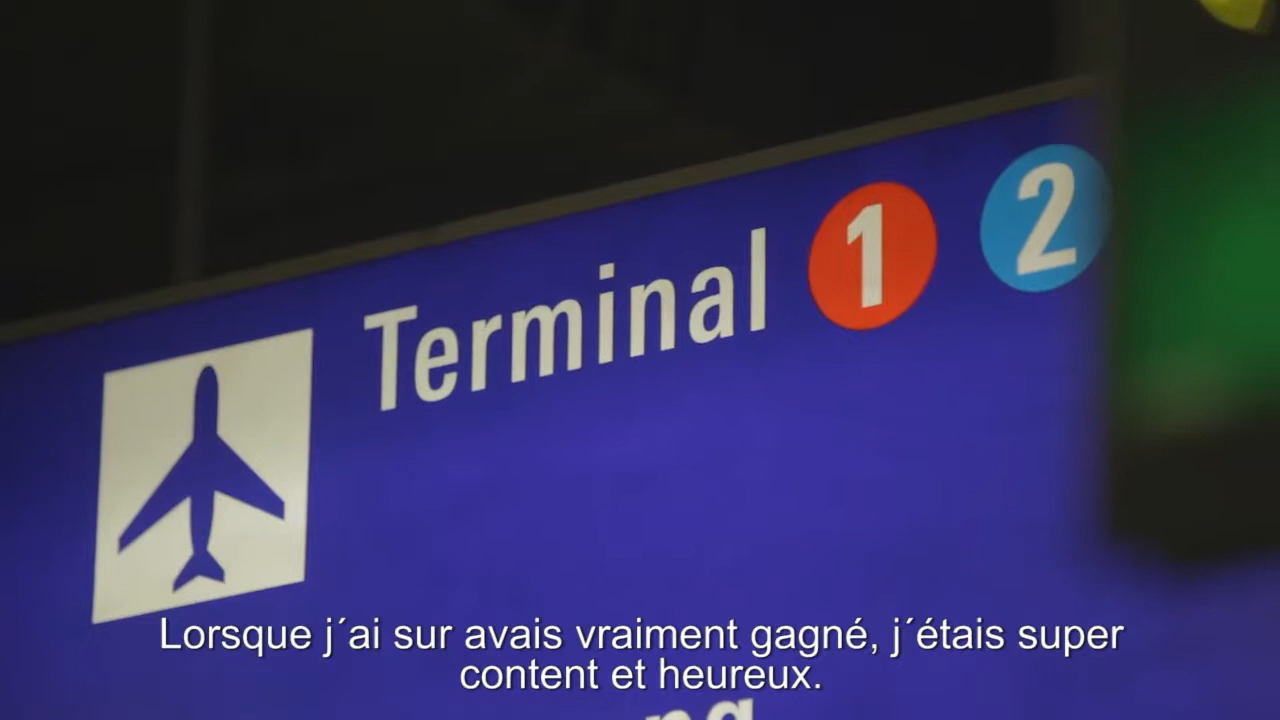 Terminal 1 2
Lorsque j´ai sur avais vraiment gagné, j´étais super
content et heureux.